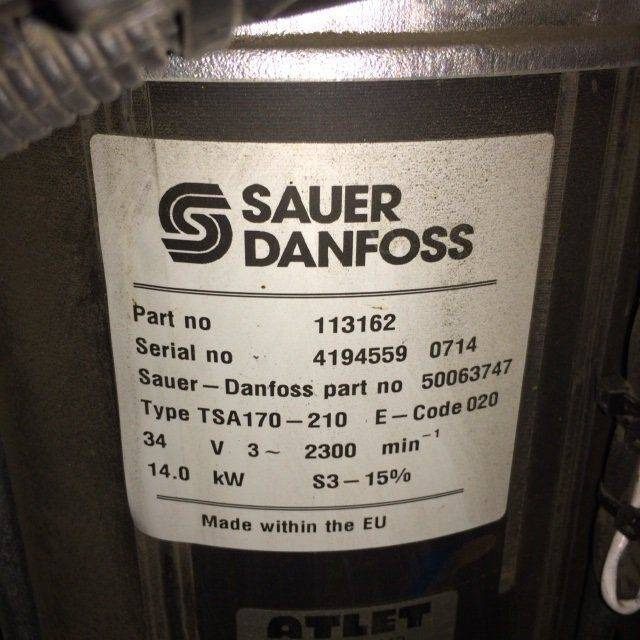 SAUER
DANFOSS
Part no 113162
Serial no 4194559 0714
Sauer-Danfoss part no 50063747
Type TSA170-210 E-Code 020
34 V 3~ 2300 min⁻¹
14.0 kW S3-15%
Made within the EU
ATLET